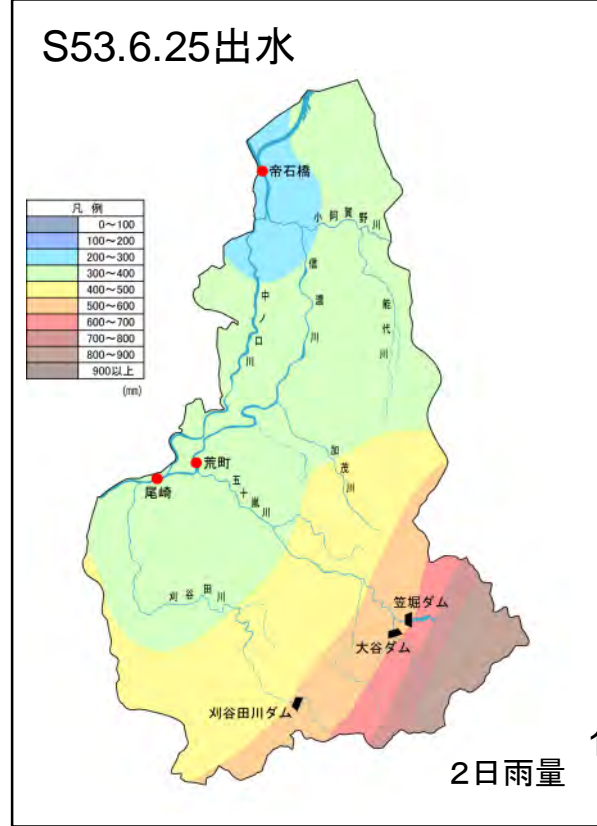 S53.6.25出水
帝石橋
凡 例
0～100
100～200
200～300
300～400
400～500
500～600
600～700
700～800
800～900
900以上
(mm)
小阿賀野川
信濃川
中ノ口川
能代川
加茂川
荒町
尾崎
五十嵐川
刈谷田川
笠堀ダム
大谷ダム
刈谷田川ダム
2日雨量